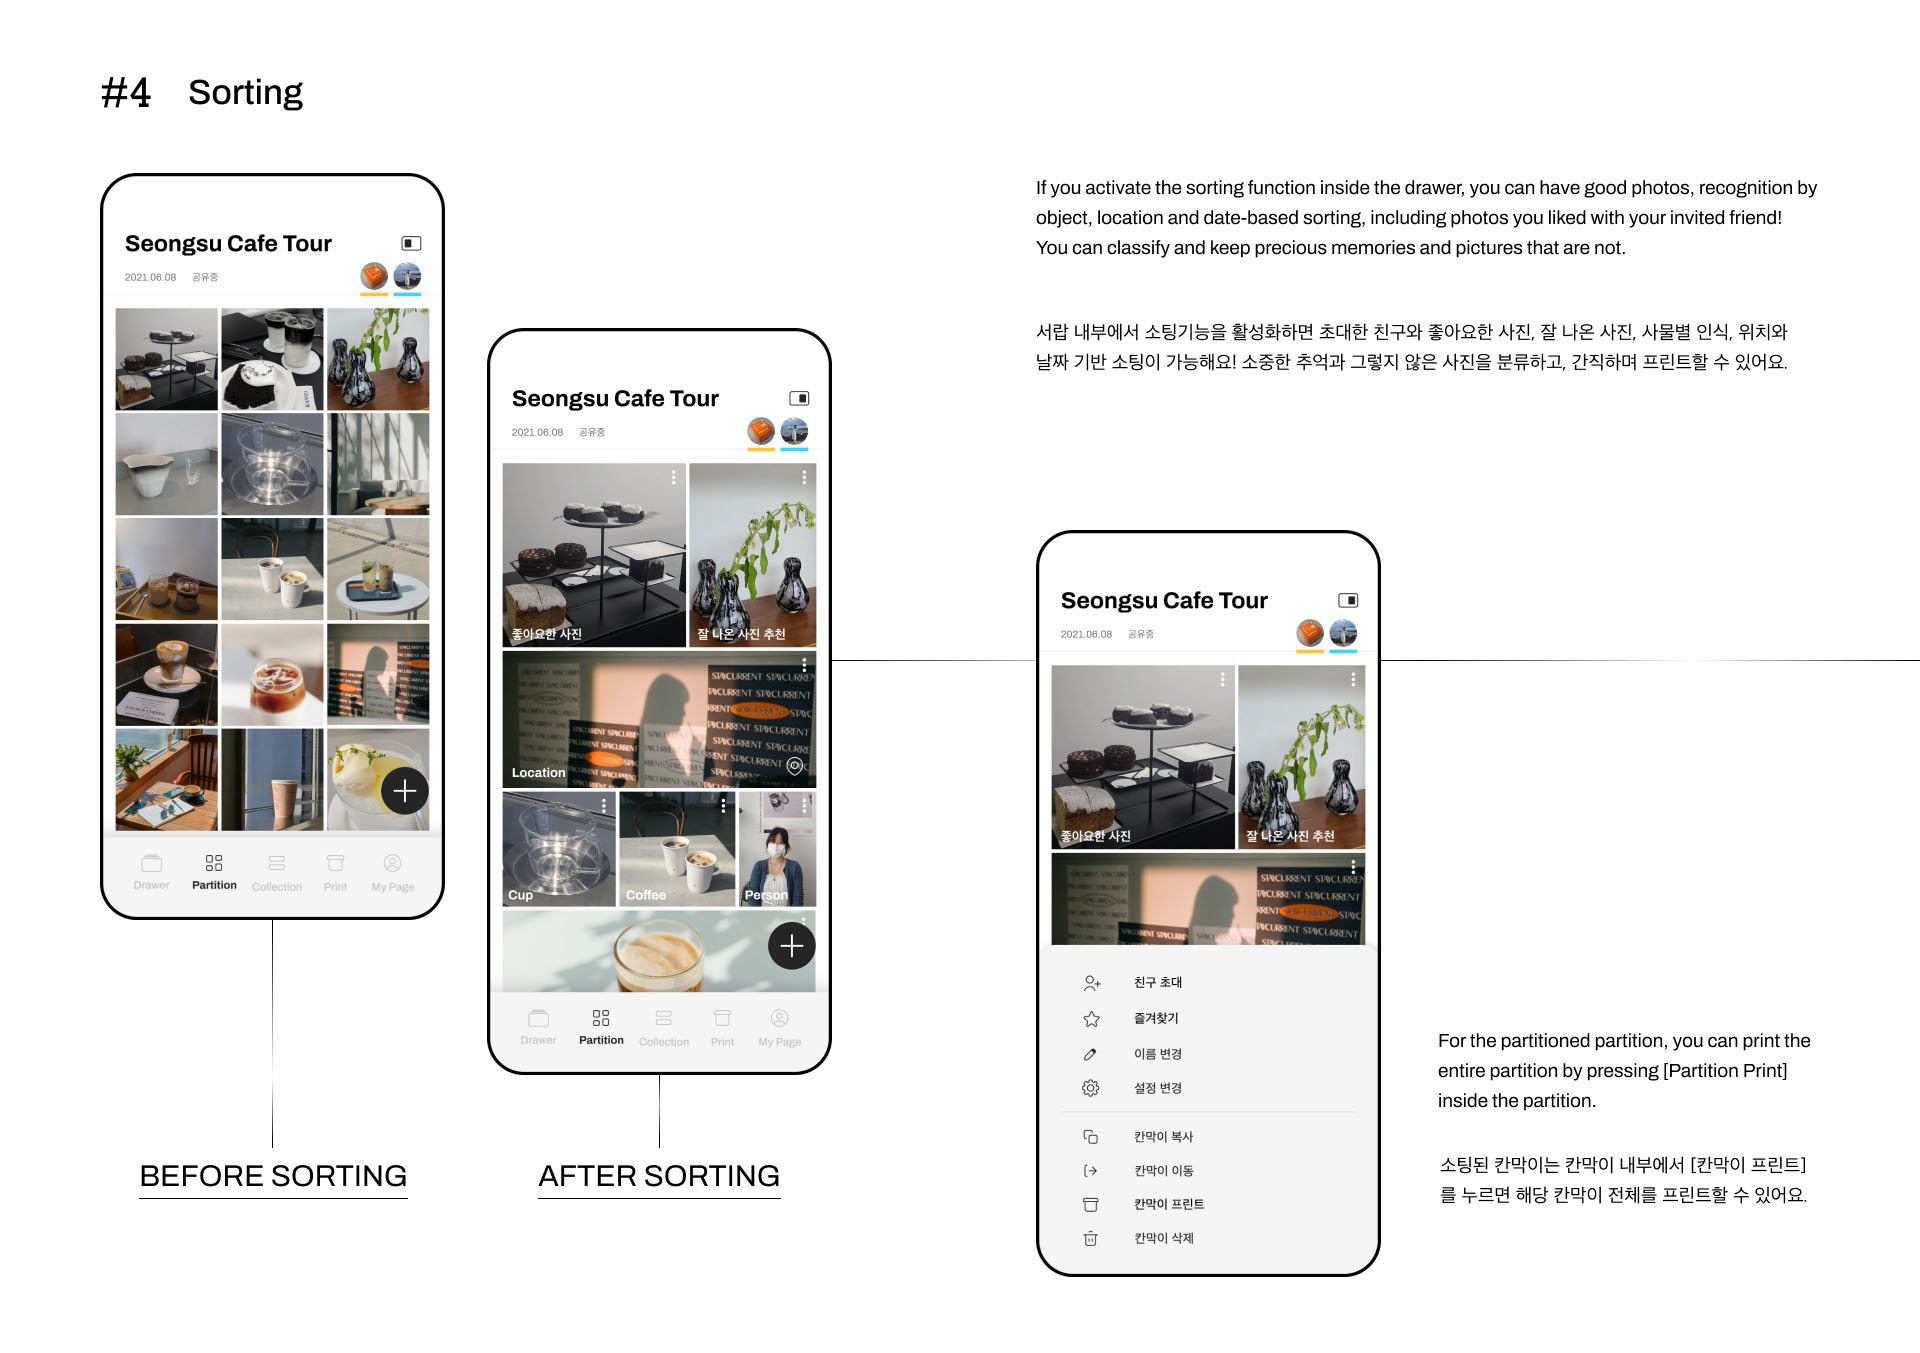 #4 Sorting
Seongsu Cafe Tour
2021.06.08 공유중
Drawer Partition Collection Print My Page
BEFORE SORTING
Seongsu Cafe Tour
2021.06.08 공유중
좋아요한 사진
잘 나온 사진 추천
STAYCURRENT STAYCURRENT
Location
Cup
Coffee
Person
Drawer Partition Collection Print My Page
AFTER SORTING
If you activate the sorting function inside the drawer, you can have good photos, recognition by
object, location and date-based sorting, including photos you liked with your invited friend!
You can classify and keep precious memories and pictures that are not.
서랍 내부에서 소팅기능을 활성화하면 초대한 친구와 좋아요한 사진, 잘 나온 사진, 사물별 인식, 위치와
날짜 기반 소팅이 가능해요! 소중한 추억과 그렇지 않은 사진을 분류하고, 간직하며 프린트할 수 있어요.
Seongsu Cafe Tour
2021.06.08 공유중
좋아요한 사진
잘 나온 사진 추천
STAYCURRENT STAYCURRENT
친구 초대
즐겨찾기
이름 변경
설정 변경
칸막이 복사
칸막이 이동
칸막이 프린트
칸막이 삭제
For the partitioned partition, you can print the
entire partition by pressing [Partition Print]
inside the partition.
소팅된 칸막이는 칸막이 내부에서 [칸막이 프린트]
를 누르면 해당 칸막이 전체를 프린트할 수 있어요.